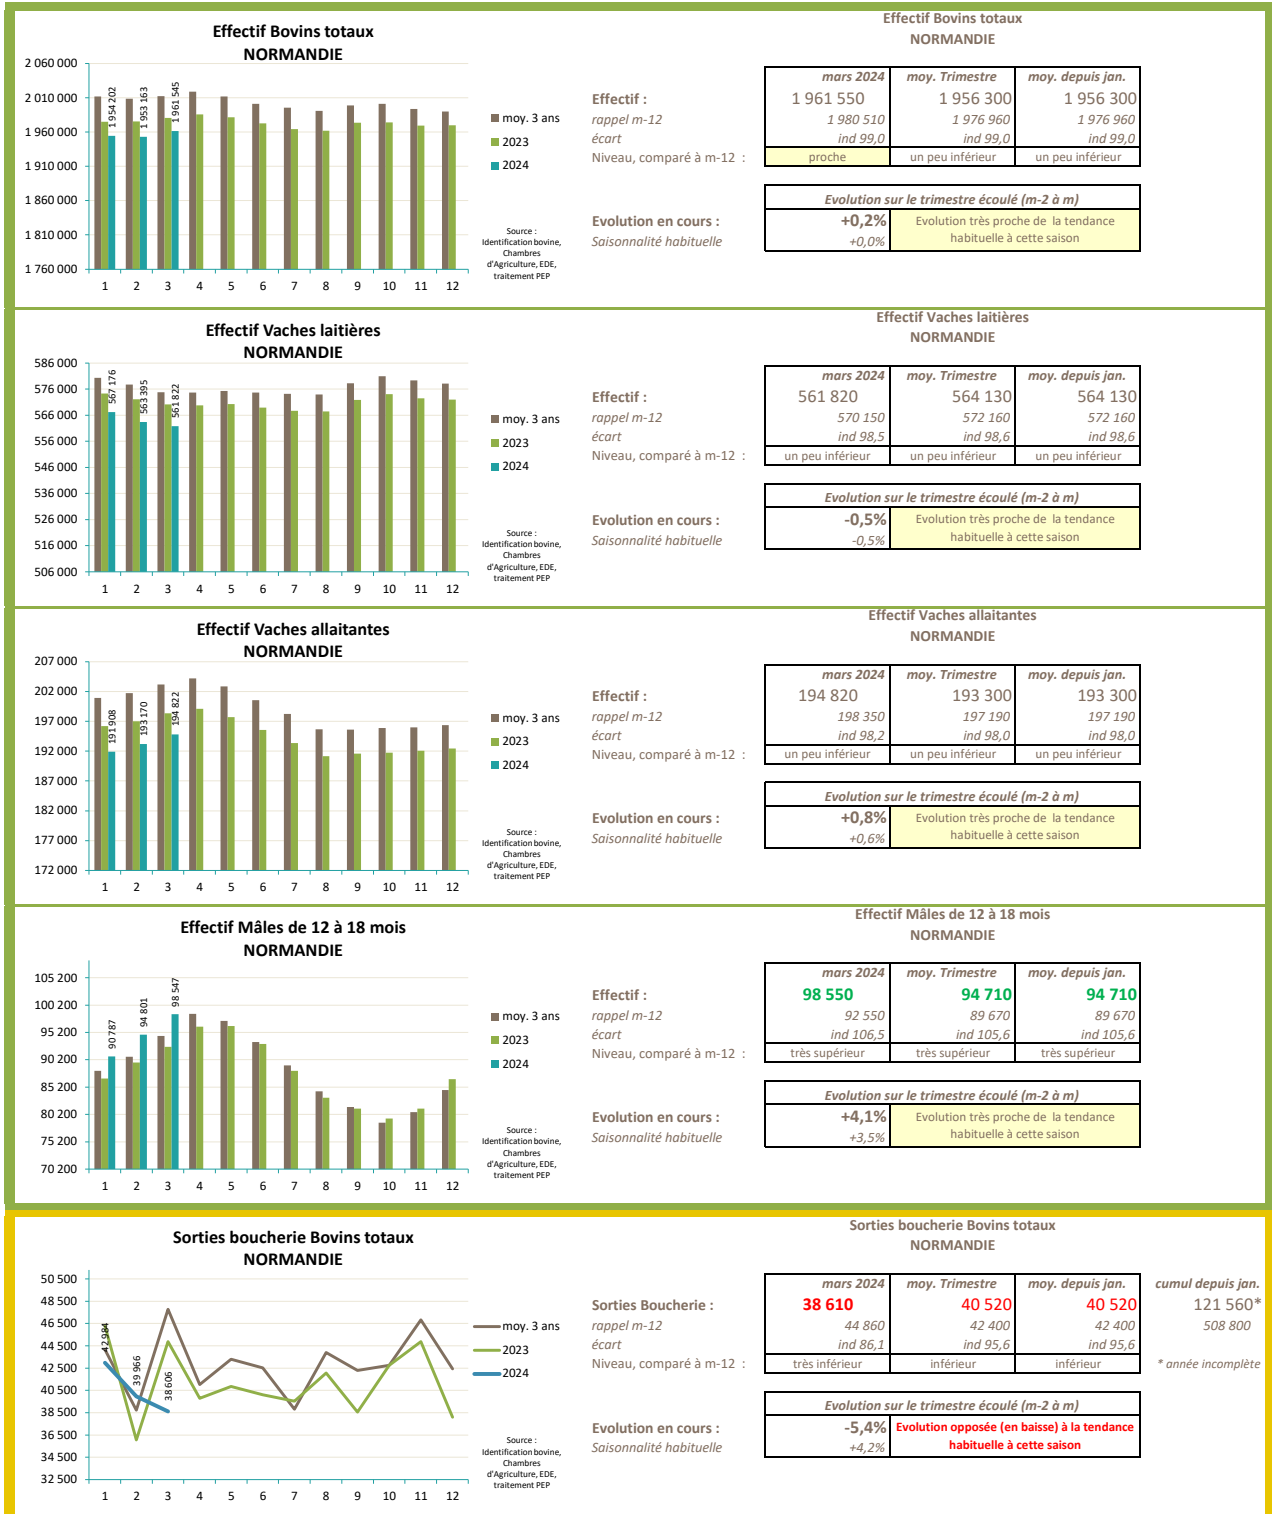 Effectif Bovins totaux
NORMANDIE
2 060 000
2 010 000
1 960 000
1 910 000
1 860 000
1 810 000
1 760 000
1 954 202
1 953 163
1 961 545
1 2 3 4 5 6 7 8 9 10 11 12
moy. 3 ans
2023
2024
Source :
Identification bovine,
Chambres
d'Agriculture, EDE,
traitement PEP
Effectif Bovins totaux
NORMANDIE
mars 2024 moy. Trimestre moy. depuis jan.
Effectif : 1 961 550 1 956 300 1 956 300
rappel m-12 1 980 510 1 976 960 1 976 960
écart ind 99,0 ind 99,0 ind 99,0
Niveau, comparé à m-12 : proche un peu inférieur un peu inférieur
Evolution sur le trimestre écoulé (m-2 à m)
Evolution en cours : +0,2% Evolution très proche de la tendance
Saisonnalité habituelle +0,0% habituelle à cette saison
Effectif Vaches laitières
NORMANDIE
586 000
576 000
566 000
556 000
546 000
536 000
526 000
516 000
506 000
567 176
563 395
561 822
1 2 3 4 5 6 7 8 9 10 11 12
moy. 3 ans
2023
2024
Source :
Identification bovine,
Chambres
d'Agriculture, EDE,
traitement PEP
Effectif Vaches laitières
NORMANDIE
mars 2024 moy. Trimestre moy. depuis jan.
Effectif : 561 820 564 130 564 130
rappel m-12 570 150 572 160 572 160
écart ind 98,5 ind 98,6 ind 98,6
Niveau, comparé à m-12 : un peu inférieur un peu inférieur un peu inférieur
Evolution sur le trimestre écoulé (m-2 à m)
Evolution en cours : -0,5% Evolution très proche de la tendance
Saisonnalité habituelle -0,5% habituelle à cette saison
Effectif Vaches allaitantes
NORMANDIE
207 000
202 000
197 000
192 000
187 000
182 000
177 000
172 000
191 908
193 170
194 822
1 2 3 4 5 6 7 8 9 10 11 12
moy. 3 ans
2023
2024
Source :
Identification bovine,
Chambres
d'Agriculture, EDE,
traitement PEP
Effectif Vaches allaitantes
NORMANDIE
mars 2024 moy. Trimestre moy. depuis jan.
Effectif : 194 820 193 300 193 300
rappel m-12 198 350 197 190 197 190
écart ind 98,2 ind 98,0 ind 98,0
Niveau, comparé à m-12 : un peu inférieur un peu inférieur un peu inférieur
Evolution sur le trimestre écoulé (m-2 à m)
Evolution en cours : +0,8% Evolution très proche de la tendance
Saisonnalité habituelle +0,6% habituelle à cette saison
Effectif Mâles de 12 à 18 mois
NORMANDIE
105 200
100 200
95 200
90 200
85 200
80 200
75 200
70 200
90 787
94 801
98 547
1 2 3 4 5 6 7 8 9 10 11 12
moy. 3 ans
2023
2024
Source :
Identification bovine,
Chambres
d'Agriculture, EDE,
traitement PEP
Effectif Mâles de 12 à 18 mois
NORMANDIE
mars 2024 moy. Trimestre moy. depuis jan.
Effectif : 98 550 94 710 94 710
rappel m-12 92 550 89 670 89 670
écart ind 106,5 ind 105,6 ind 105,6
Niveau, comparé à m-12 : très supérieur très supérieur très supérieur
Evolution sur le trimestre écoulé (m-2 à m)
Evolution en cours : +4,1% Evolution très proche de la tendance
Saisonnalité habituelle +3,5% habituelle à cette saison
Sorties boucherie Bovins totaux
NORMANDIE
50 500
48 500
46 500
44 500
42 500
40 500
38 500
36 500
34 500
32 500
42 984
39 966
38 606
1 2 3 4 5 6 7 8 9 10 11 12
moy. 3 ans
2023
2024
Source :
Identification bovine,
Chambres
d'Agriculture, EDE,
traitement PEP
Sorties boucherie Bovins totaux
NORMANDIE
mars 2024 moy. Trimestre moy. depuis jan. cumul depuis jan.
Sorties Boucherie : 38 610 40 520 40 520 121 560*
rappel m-12 44 860 42 400 42 400 508 800
écart ind 86,1 ind 95,6 ind 95,6
Niveau, comparé à m-12 : très inférieur inférieur inférieur * année incomplète
Evolution sur le trimestre écoulé (m-2 à m)
Evolution en cours : -5,4% Evolution opposée (en baisse) à la tendance
Saisonnalité habituelle +4,2% habituelle à cette saison